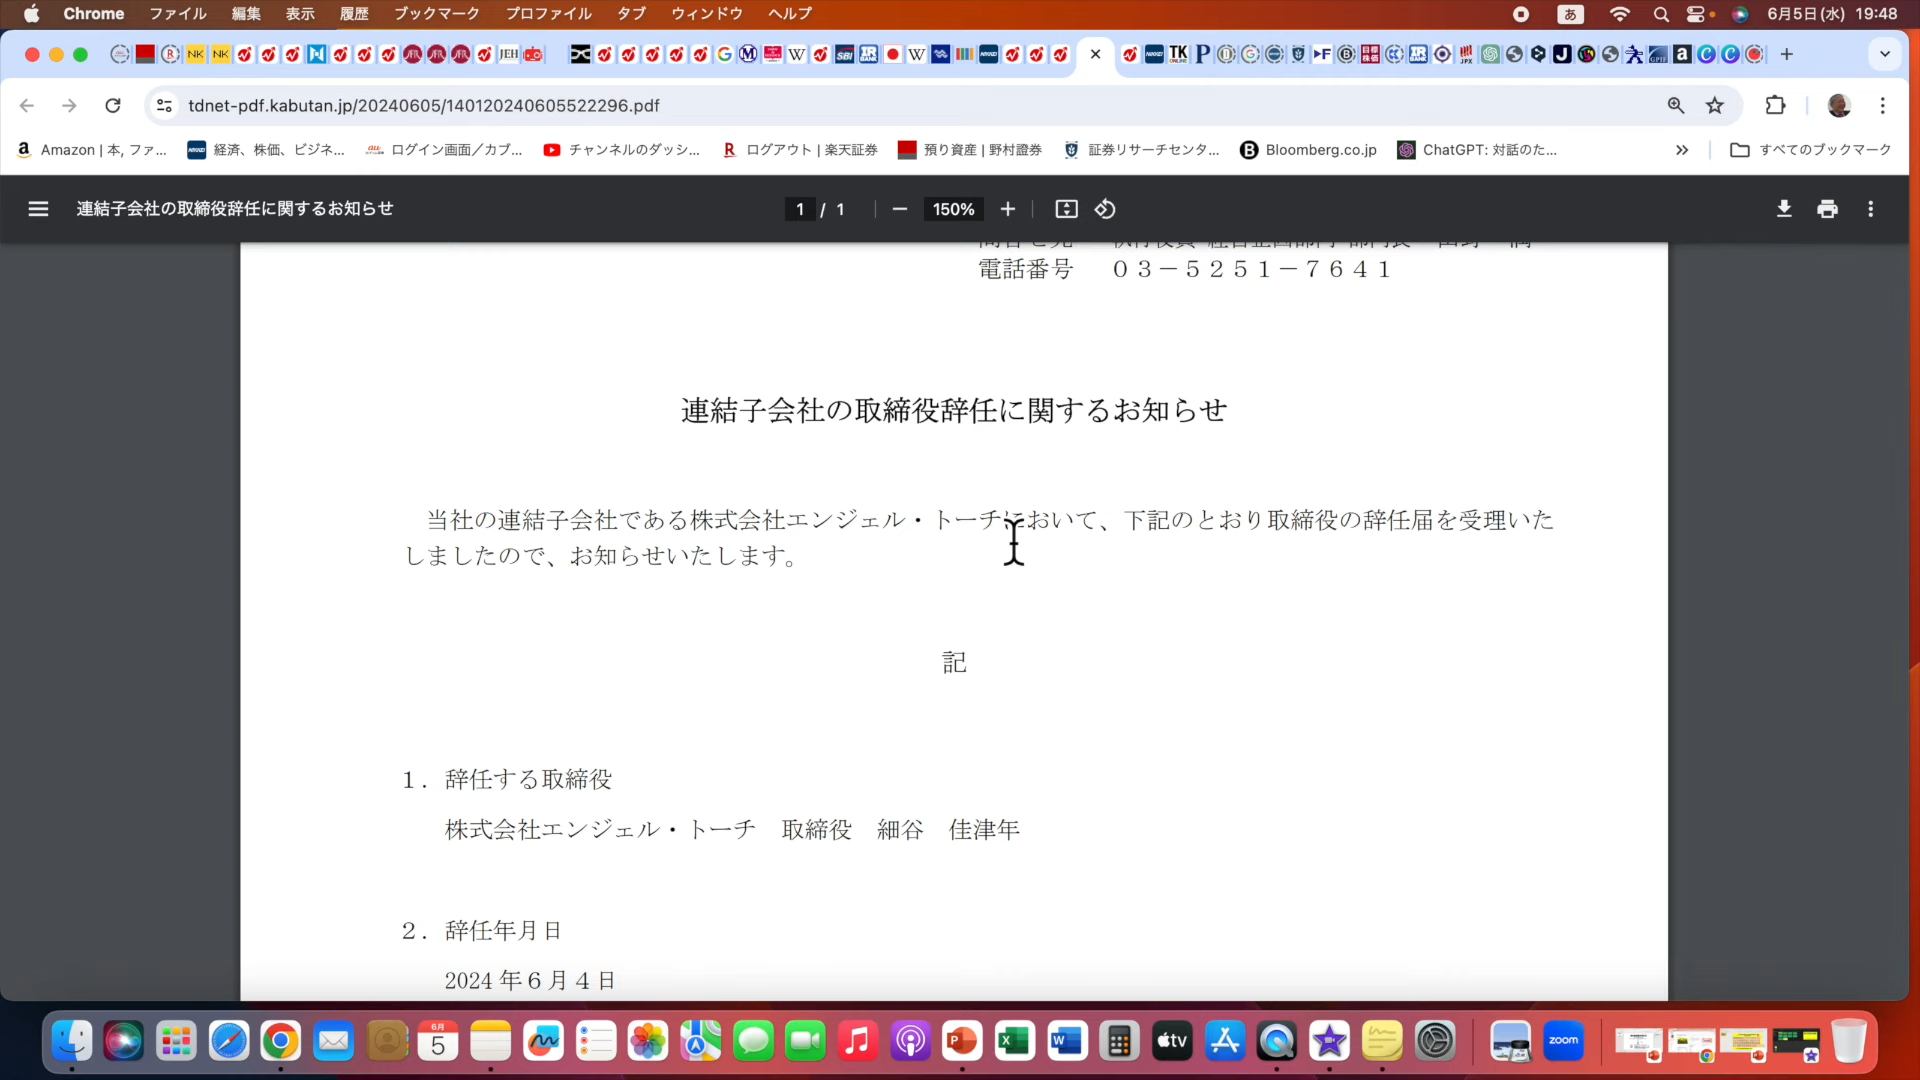 Chrome ファイル 編集 表示 履歴 ブックマーク プロファイル タブ ウィンドウ ヘルプ あ 6月5日(水) 19:48
tdnet-pdf.kabutan.jp/20240605/140120240605522296.pdf
Amazon | 本, ファ... 経済、株価、ビジネ... ログイン画面／カブ... チャンネルのダッシ... ログアウト | 楽天証券 預り資産 | 野村證券 証券リサーチセンタ... Bloomberg.co.jp ChatGPT: 対話のた... すべてのブックマーク
連結子会社の取締役辞任に関するお知らせ 1 / 1 150%
電話番号 ０３－５２５１－７６４１
連結子会社の取締役辞任に関するお知らせ
当社の連結子会社である株式会社エンジェル・トーチにおいて、下記のとおり取締役の辞任届を受理いた
しましたので、お知らせいたします。
記
１．辞任する取締役
株式会社エンジェル・トーチ 取締役 細谷 佳津年
２．辞任年月日
2024 年６月４日
6月
5
tv
zoom